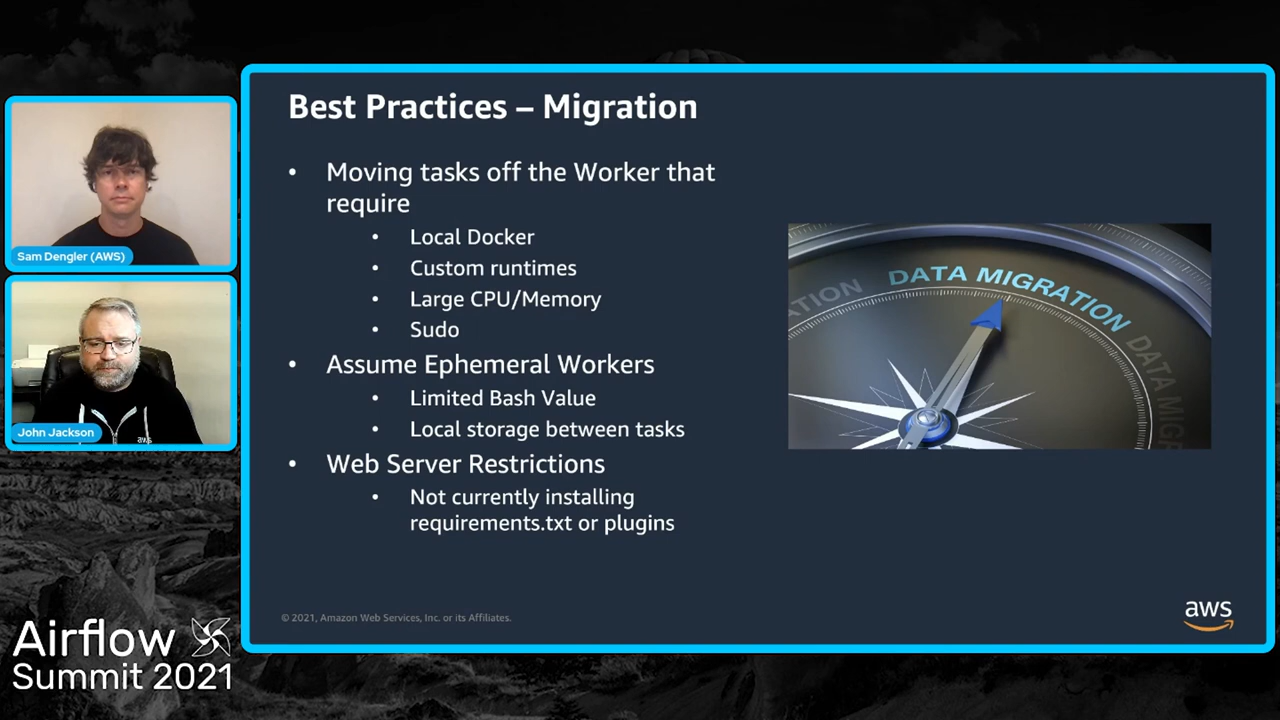 Best Practices – Migration
• Moving tasks off the Worker that
require
• Local Docker
• Custom runtimes
• Large CPU/Memory
• Sudo
• Assume Ephemeral Workers
• Limited Bash Value
• Local storage between tasks
• Web Server Restrictions
• Not currently installing
requirements.txt or plugins
DATA MIGRATION
© 2021, Amazon Web Services, Inc. or its Affiliates.
aws
Sam Dengler (AWS)
aws
John Jackson
Airflow
Summit 2021